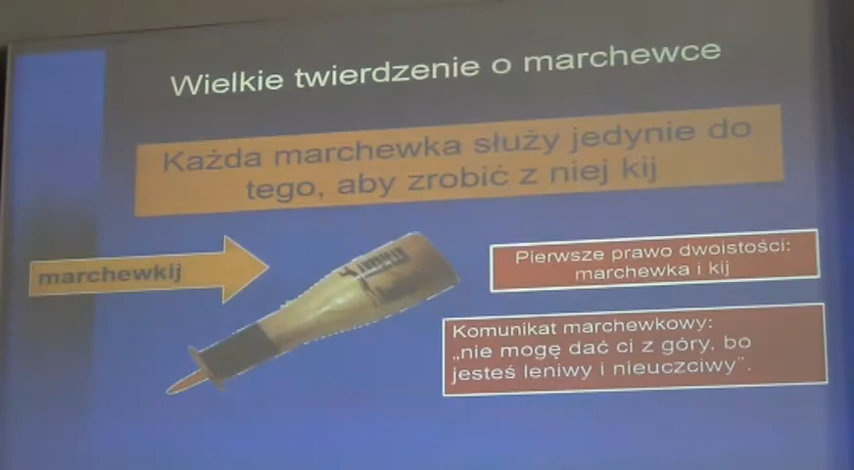 Wielkie twierdzenie o marchewce
Każda marchewka służy jedynie do
tego, aby zrobić z niej kij
marchewkij
Pierwsze prawo dwoistości:
marchewka i kij
Komunikat marchewkowy:
„nie mogę dać ci z góry, bo
jesteś leniwy i nieuczciwy”.